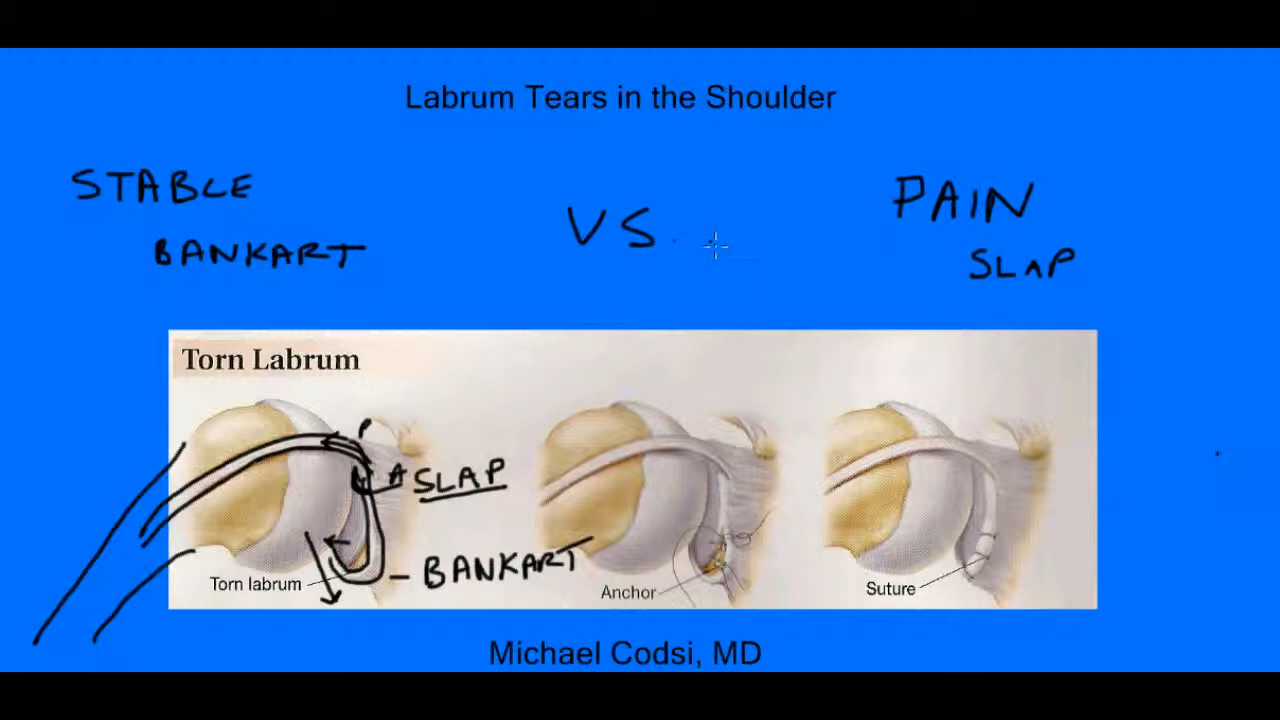 Labrum Tears in the Shoulder
STABLE
BANKART
VS
PAIN
SLAP
Torn Labrum
SLAP
BANKART
Torn labrum
Anchor
Suture
Michael Codsi, MD